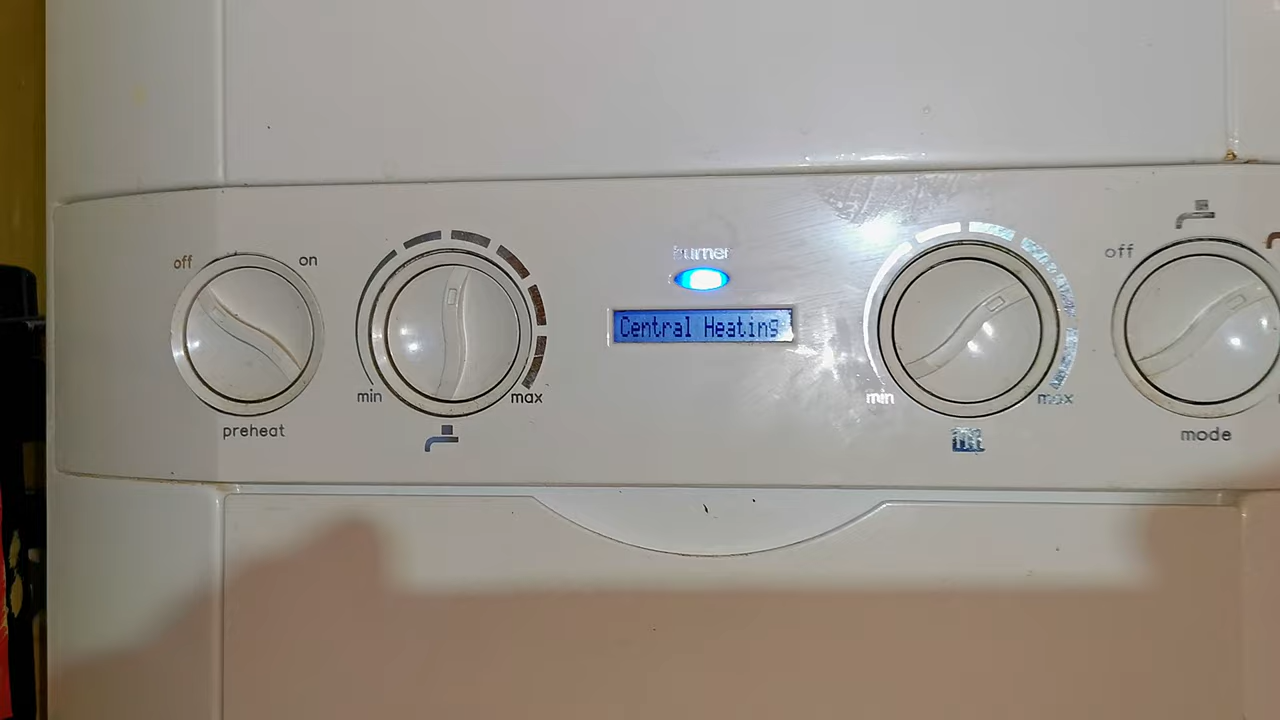 burner
off
on
off
Central Heating
min
max
min
max
preheat
mode